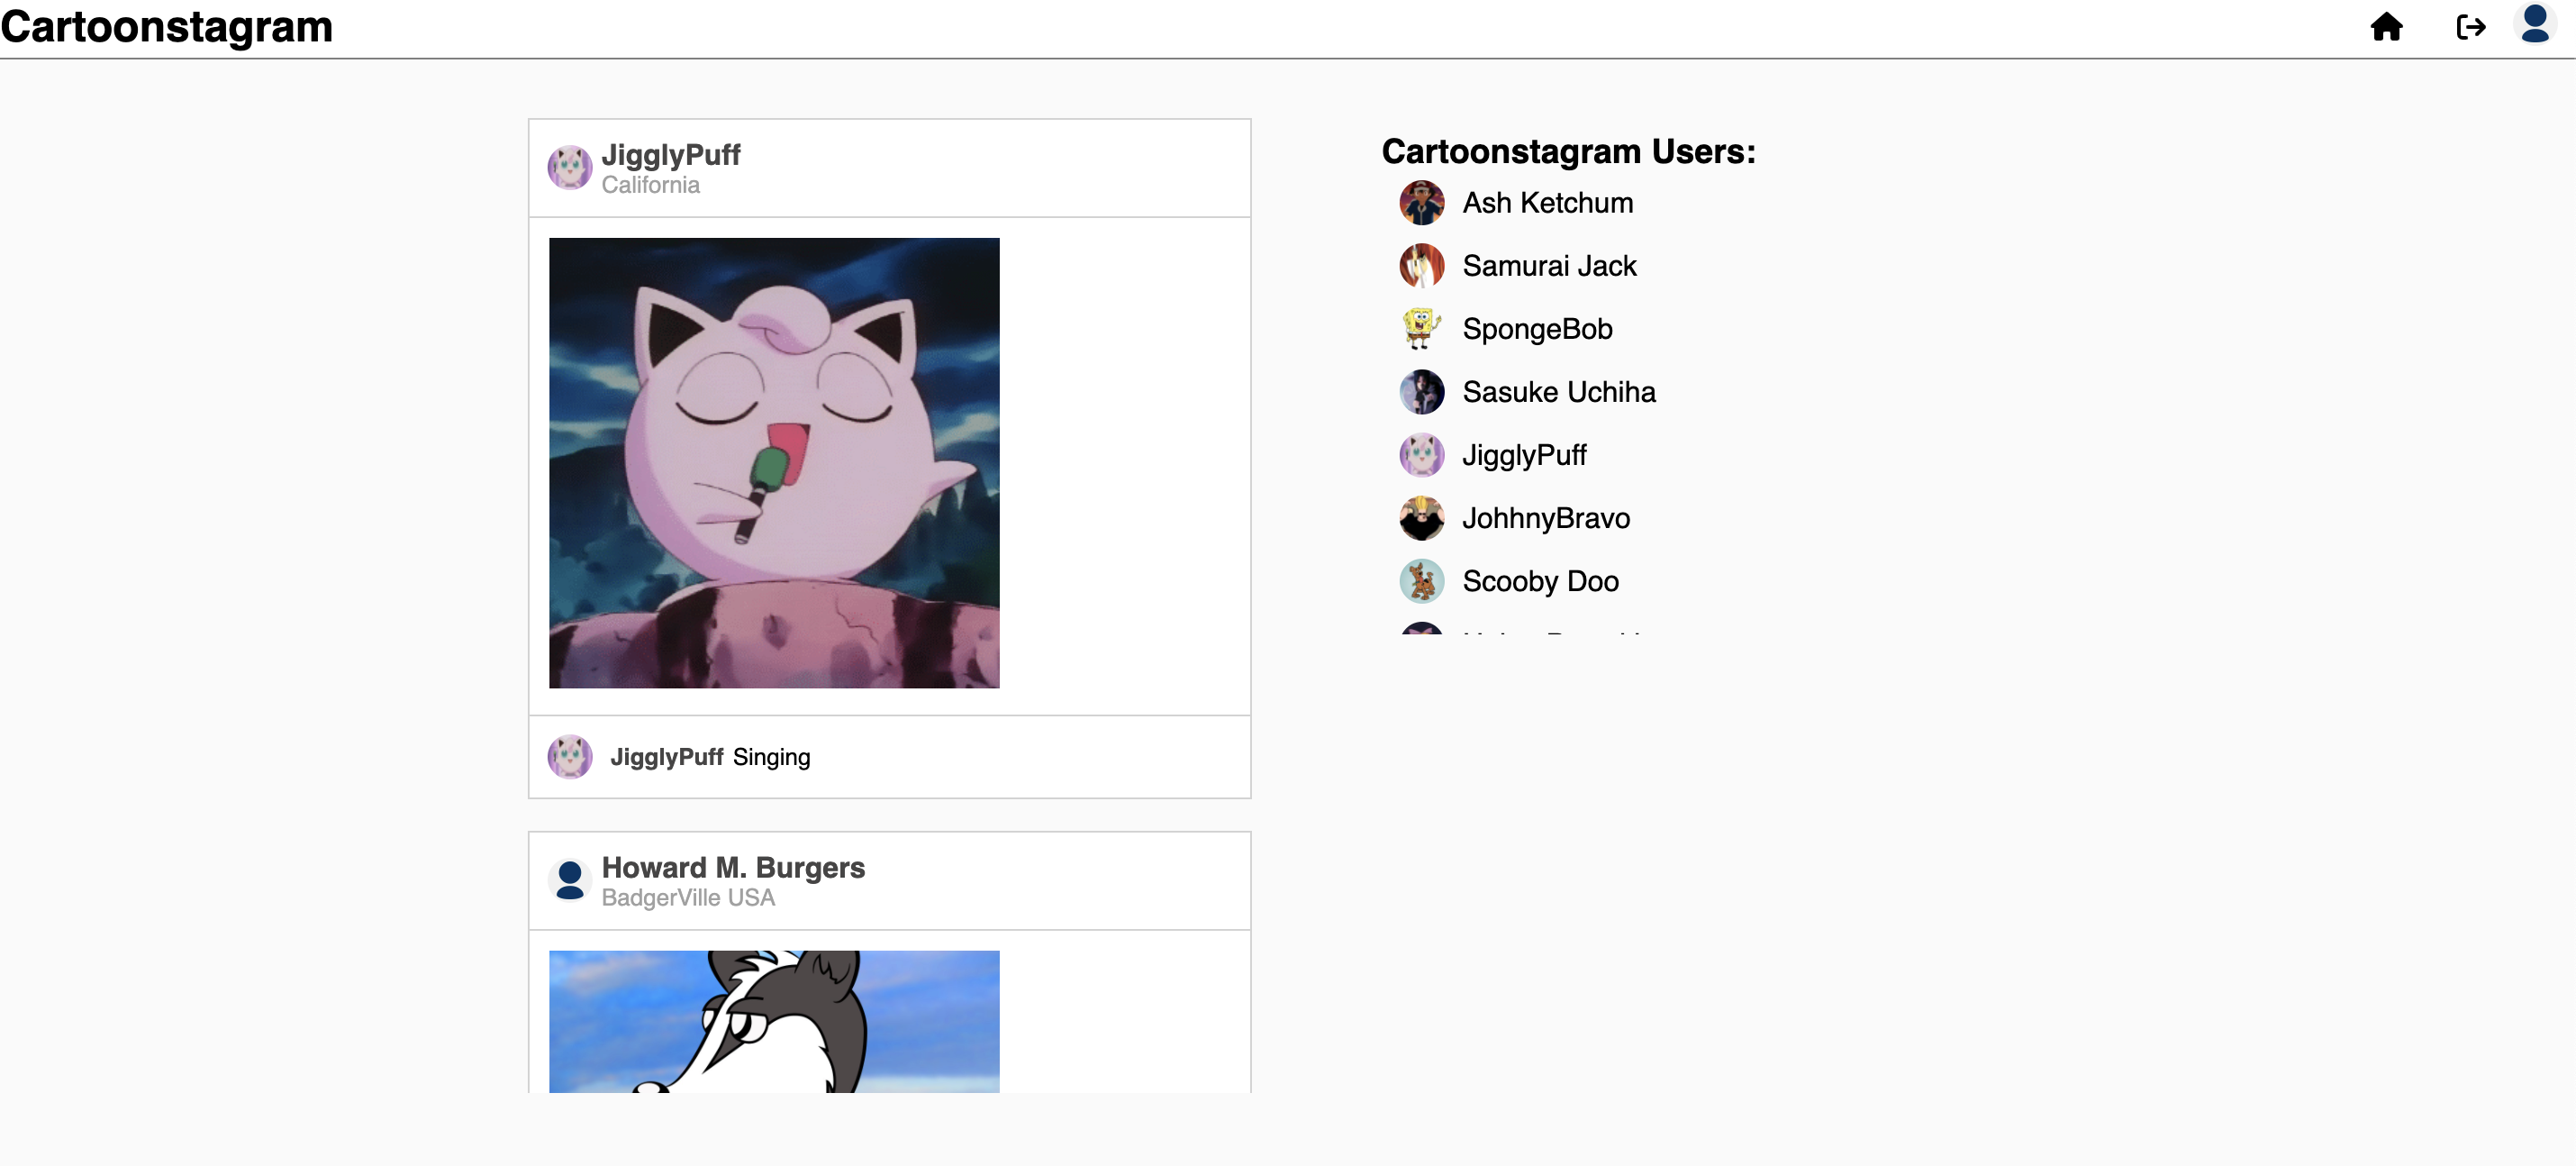 Cartoonstagram
JigglyPuff
California
JigglyPuff Singing
Howard M. Burgers
BadgerVille USA
Cartoonstagram Users:
Ash Ketchum
Samurai Jack
SpongeBob
Sasuke Uchiha
JigglyPuff
JohhnyBravo
Scooby Doo